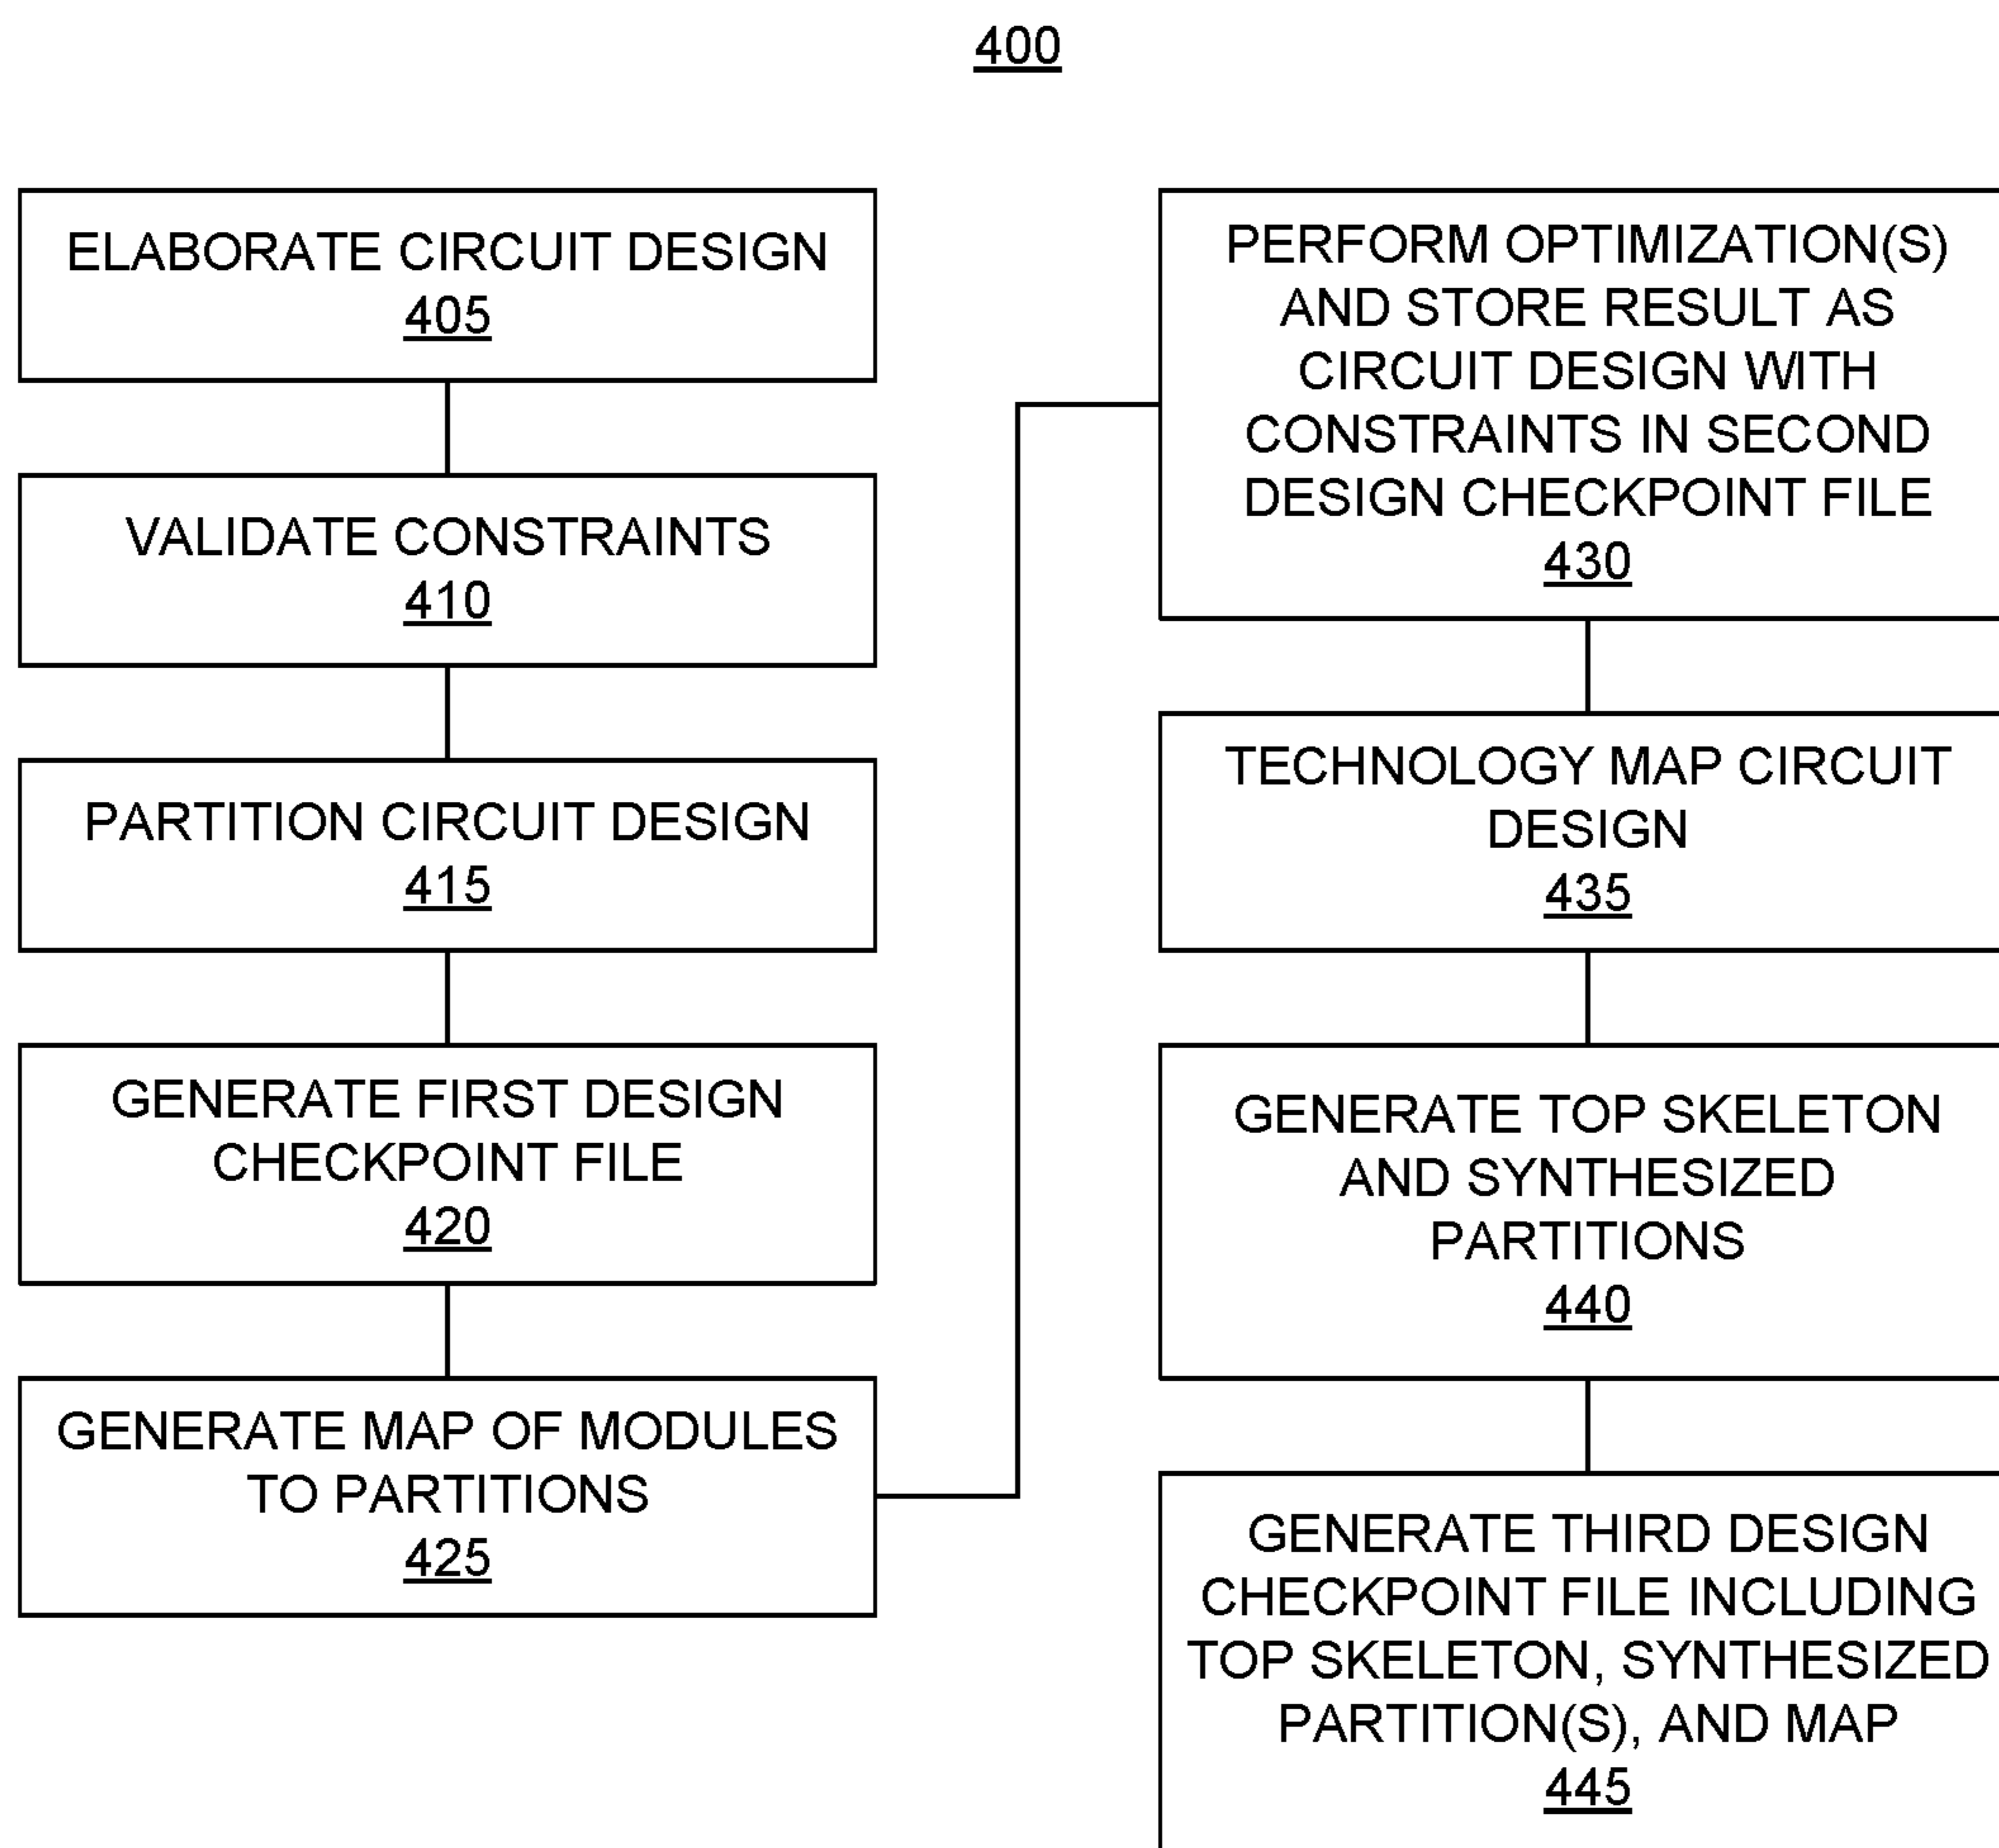 400
ELABORATE CIRCUIT DESIGN
405
VALIDATE CONSTRAINTS
410
PARTITION CIRCUIT DESIGN
415
GENERATE FIRST DESIGN
CHECKPOINT FILE
420
GENERATE MAP OF MODULES
TO PARTITIONS
425
PERFORM OPTIMIZATION(S)
AND STORE RESULT AS
CIRCUIT DESIGN WITH
CONSTRAINTS IN SECOND
DESIGN CHECKPOINT FILE
430
TECHNOLOGY MAP CIRCUIT
DESIGN
435
GENERATE TOP SKELETON
AND SYNTHESIZED
PARTITIONS
440
GENERATE THIRD DESIGN
CHECKPOINT FILE INCLUDING
TOP SKELETON, SYNTHESIZED
PARTITION(S), AND MAP
445